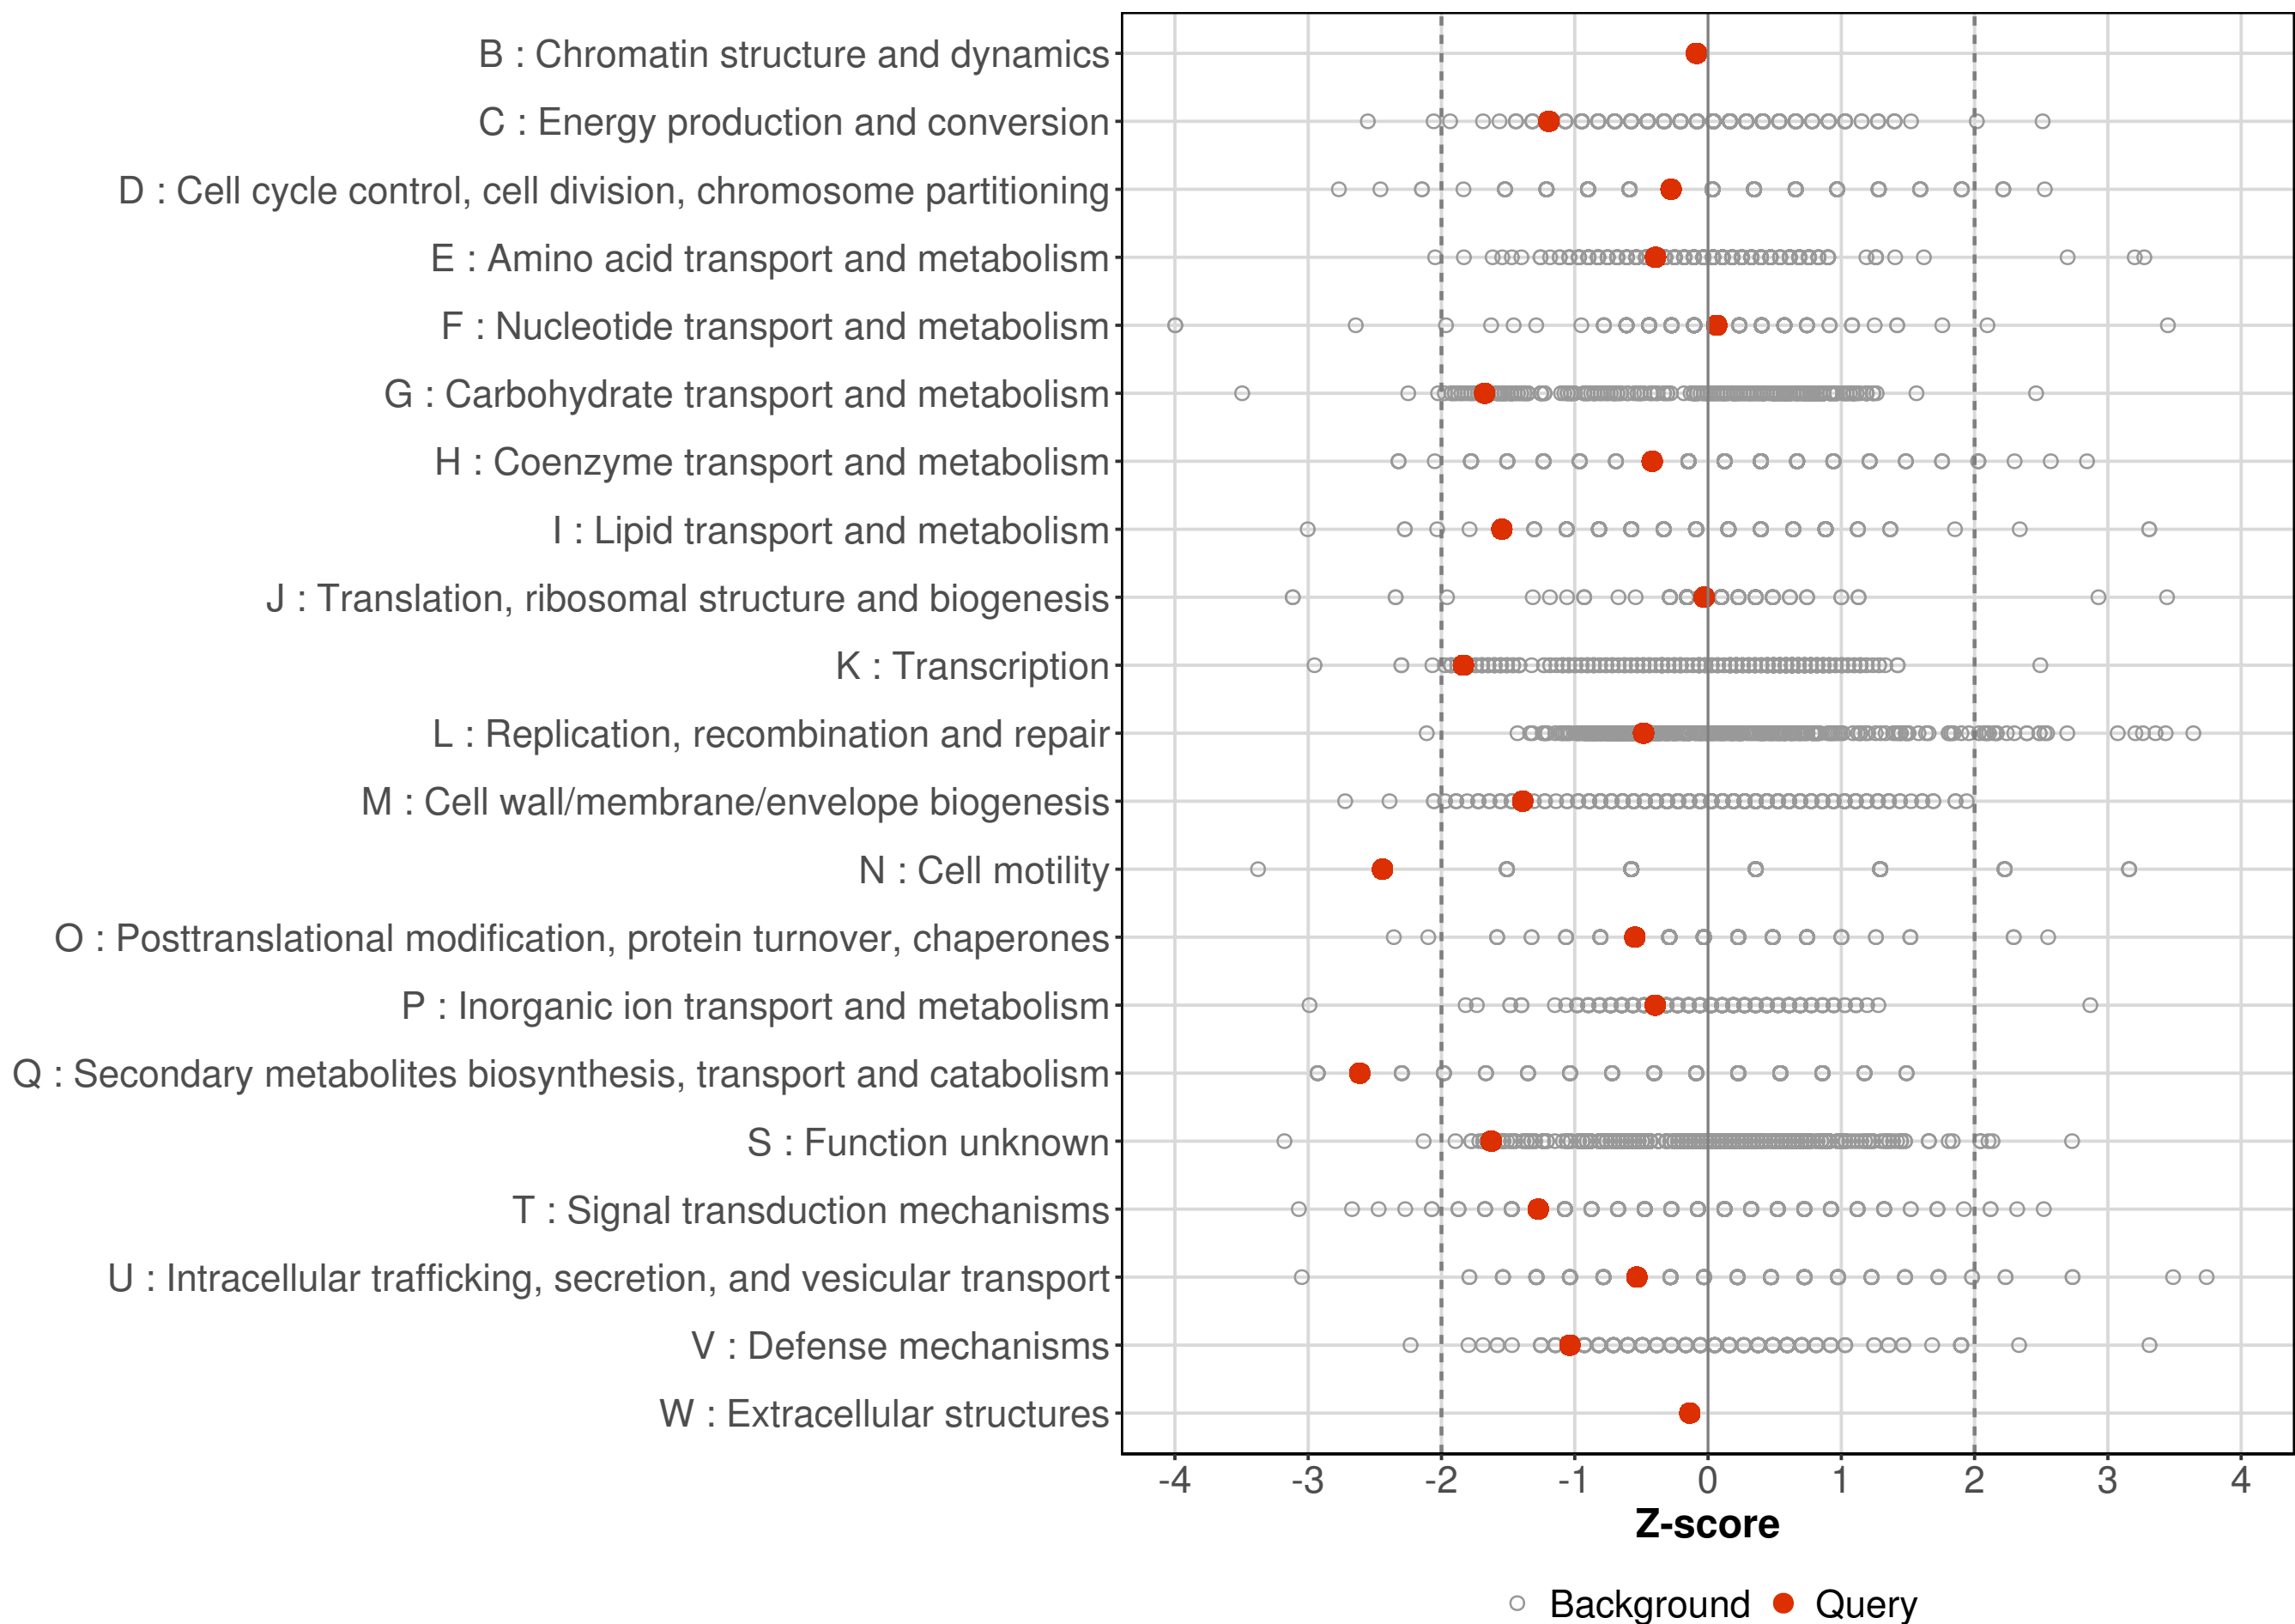 B : Chromatin structure and dynamics
C : Energy production and conversion
D : Cell cycle control, cell division, chromosome partitioning
E : Amino acid transport and metabolism
F : Nucleotide transport and metabolism
G : Carbohydrate transport and metabolism
H : Coenzyme transport and metabolism
I : Lipid transport and metabolism
J : Translation, ribosomal structure and biogenesis
K : Transcription
L : Replication, recombination and repair
M : Cell wall/membrane/envelope biogenesis
N : Cell motility
O : Posttranslational modification, protein turnover, chaperones
P : Inorganic ion transport and metabolism
Q : Secondary metabolites biosynthesis, transport and catabolism
S : Function unknown
T : Signal transduction mechanisms
U : Intracellular trafficking, secretion, and vesicular transport
V : Defense mechanisms
W : Extracellular structures
-4 -3 -2 -1 0 1 2 3 4
Z-score
Background Query